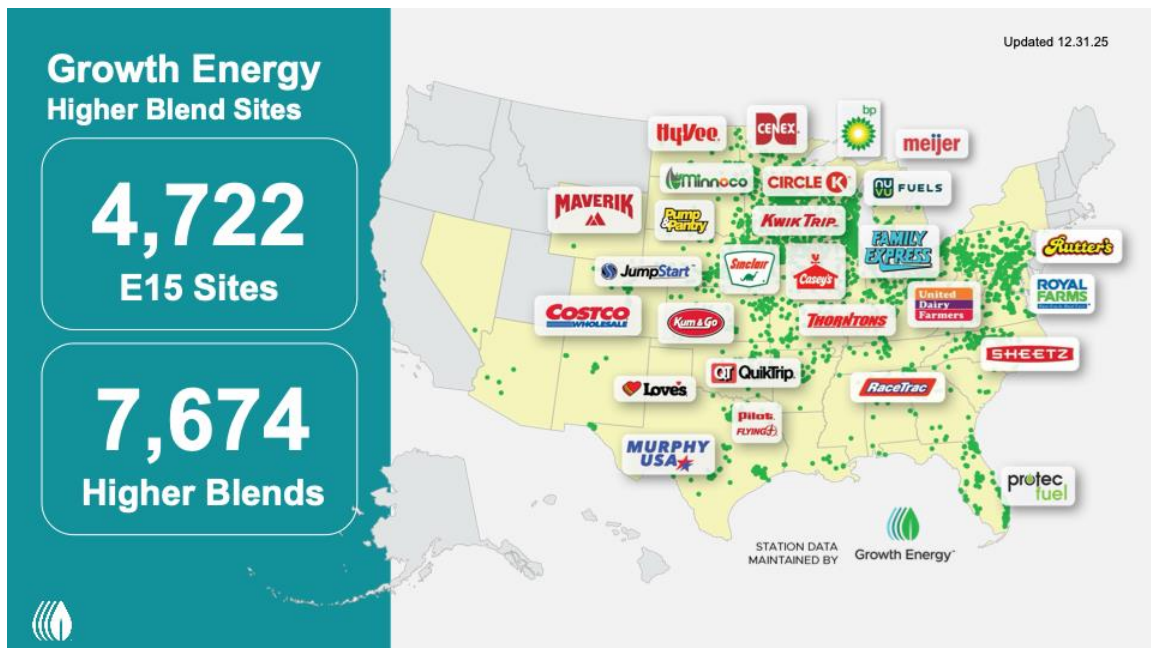 Growth Energy
Higher Blend Sites
4,722
E15 Sites
7,674
Higher Blends
Updated 12.31.25
HyVee
CENEX
bp
meijer
Minnoco
CIRCLE K
NUVU FUELS
MAVERIK
Pump & Pantry
KWIK TRIP
FAMILY
EXPRESS
Rutter's
JumpStart
Sinclair
Casey's
United
Dairy
Farmers
ROYAL
FARMS
COSTCO
WHOLESALE
Kum & Go
THORNTONS
SHEETZ
Love's
QT QuikTrip
RaceTrac
Pilot
FLYING J
MURPHY
USA
protec
fuel
STATION DATA
MAINTAINED BY
Growth Energy